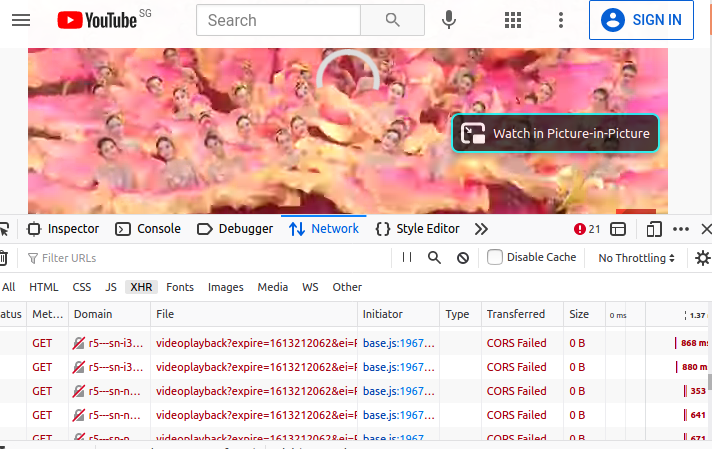 YouTube SG Search SIGN IN
Watch in Picture-in-Picture
Inspector Console Debugger Network Style Editor 21
Filter URLs Disable Cache No Throttling
All HTML CSS JS XHR Fonts Images Media WS Other
tatus Met… Domain File Initiator Type Transferred Size 0 ms 1.37
GET r5---sn-i3… videoplayback?expire=1613212062&ei=F base.js:1967… CORS Failed 0 B 868 ms
GET r5---sn-i3… videoplayback?expire=1613212062&ei=F base.js:1967… CORS Failed 0 B 880 m
GET r5---sn-n… videoplayback?expire=1613212062&ei=F base.js:1967… CORS Failed 0 B 353
GET r5---sn-n… videoplayback?expire=1613212062&ei=F base.js:1967… CORS Failed 0 B 641
GET r5---sn-n… videoplayback?expire=1613212062&ei=F base.js:1967… CORS Failed 0 B 671